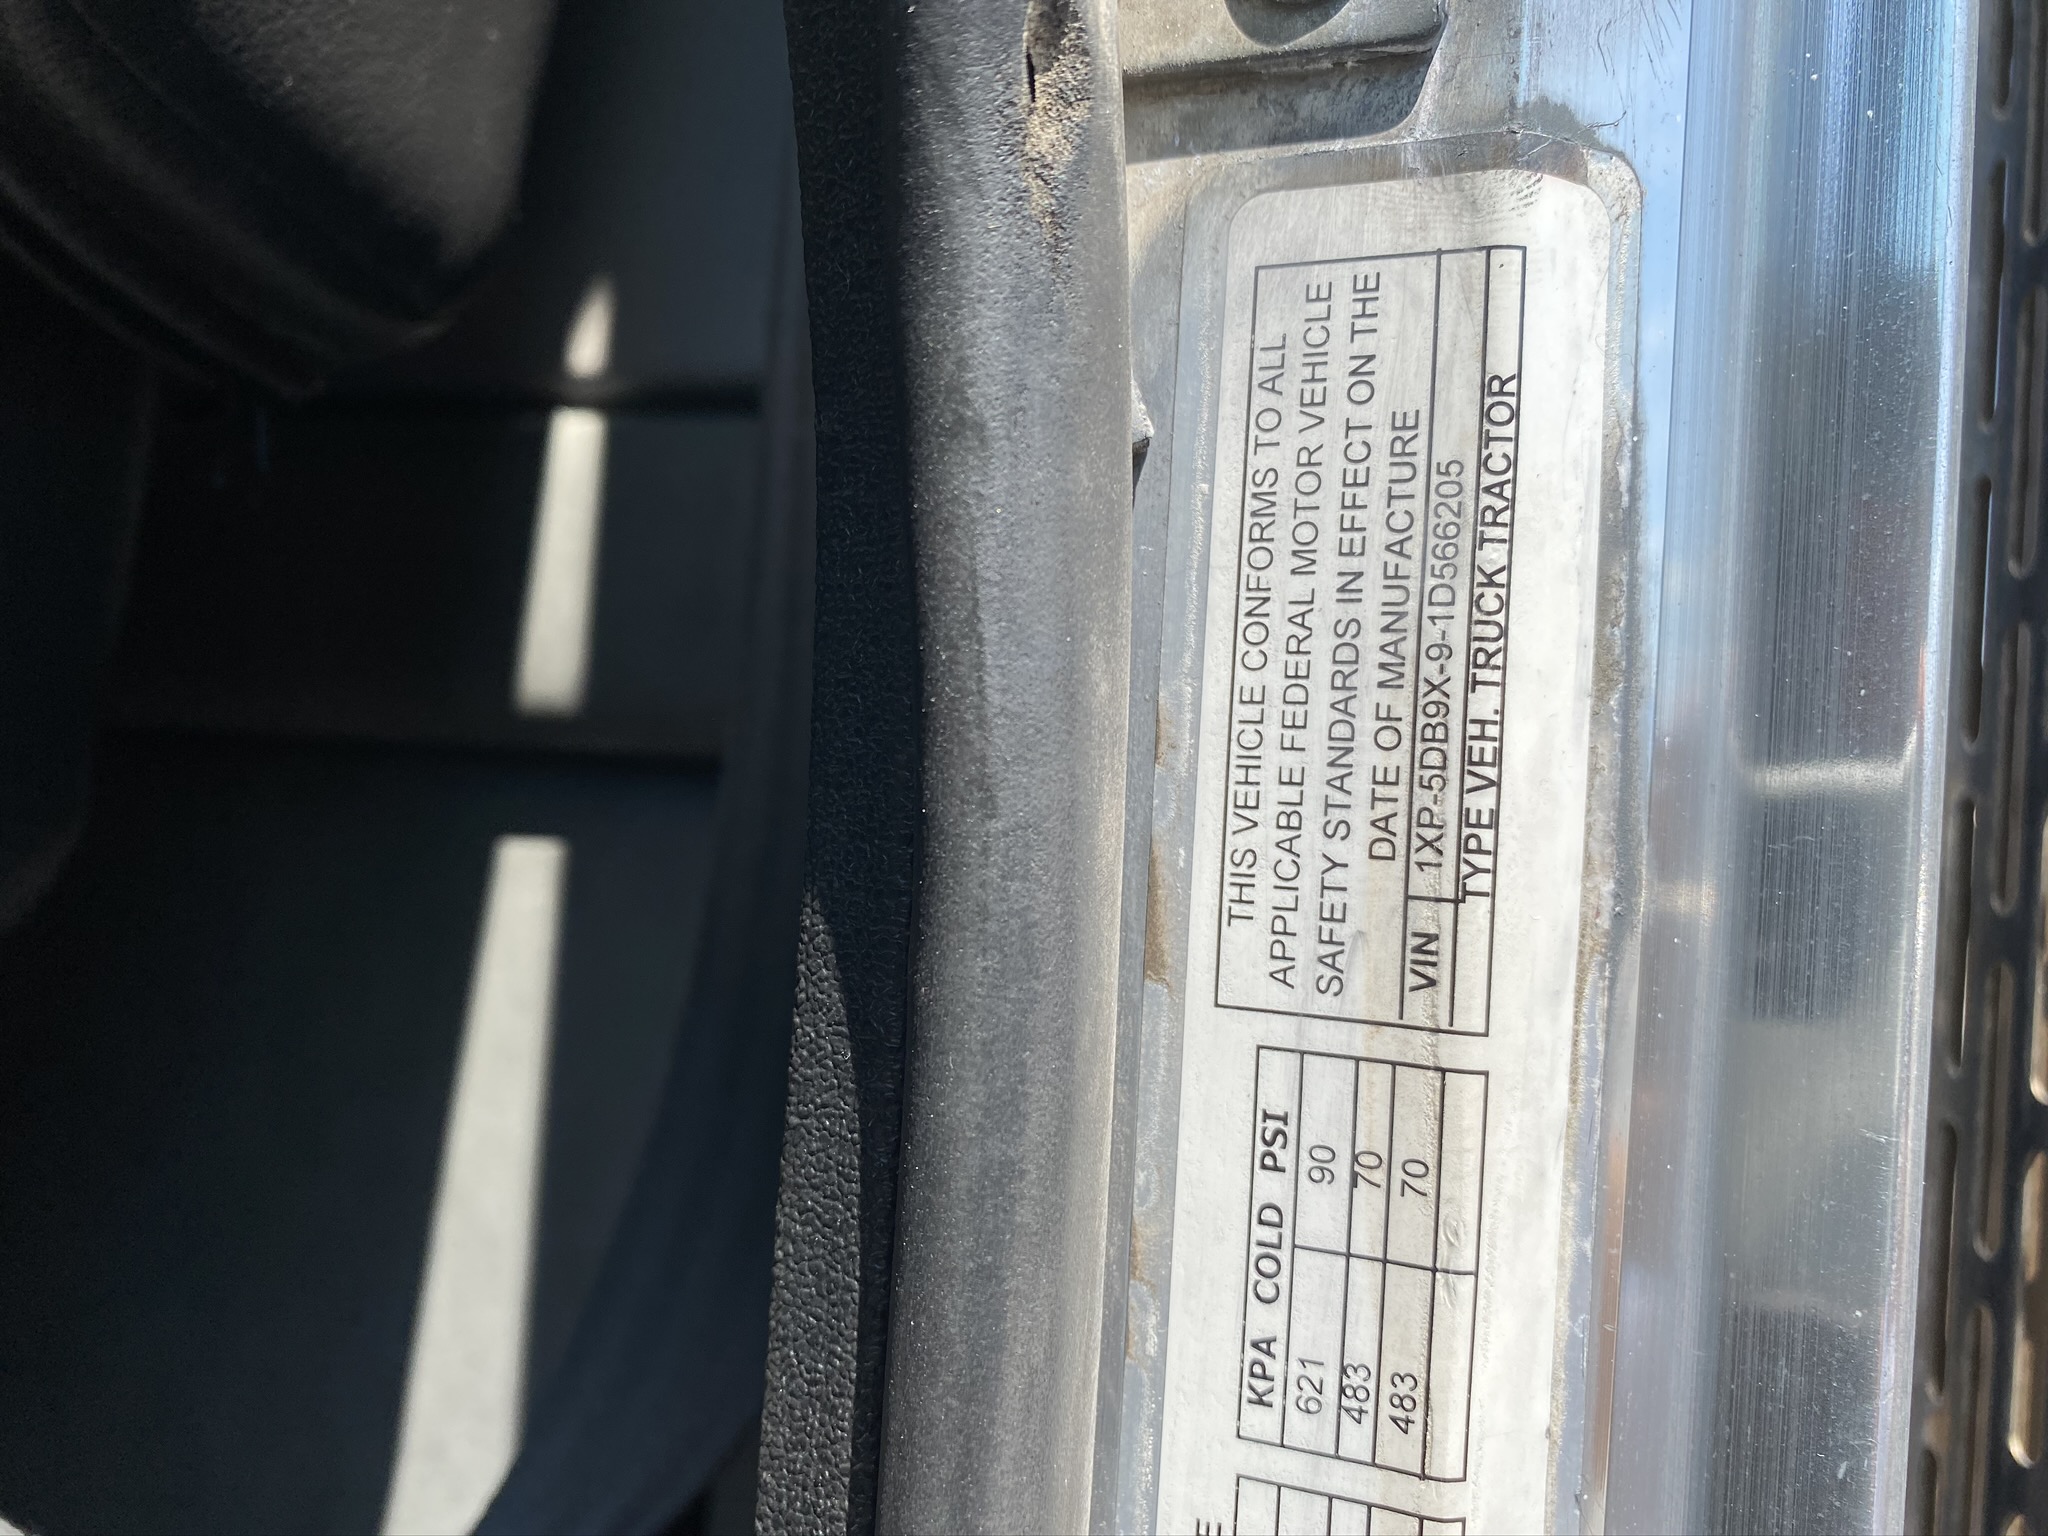 KPA COLD PSI
621 90
483 70
483 70
THIS VEHICLE CONFORMS TO ALL
APPLICABLE FEDERAL MOTOR VEHICLE
SAFETY STANDARDS IN EFFECT ON THE
DATE OF MANUFACTURE
VIN 1XP-5DB9X-9-1D566205
TYPE VEH. TRUCK TRACTOR